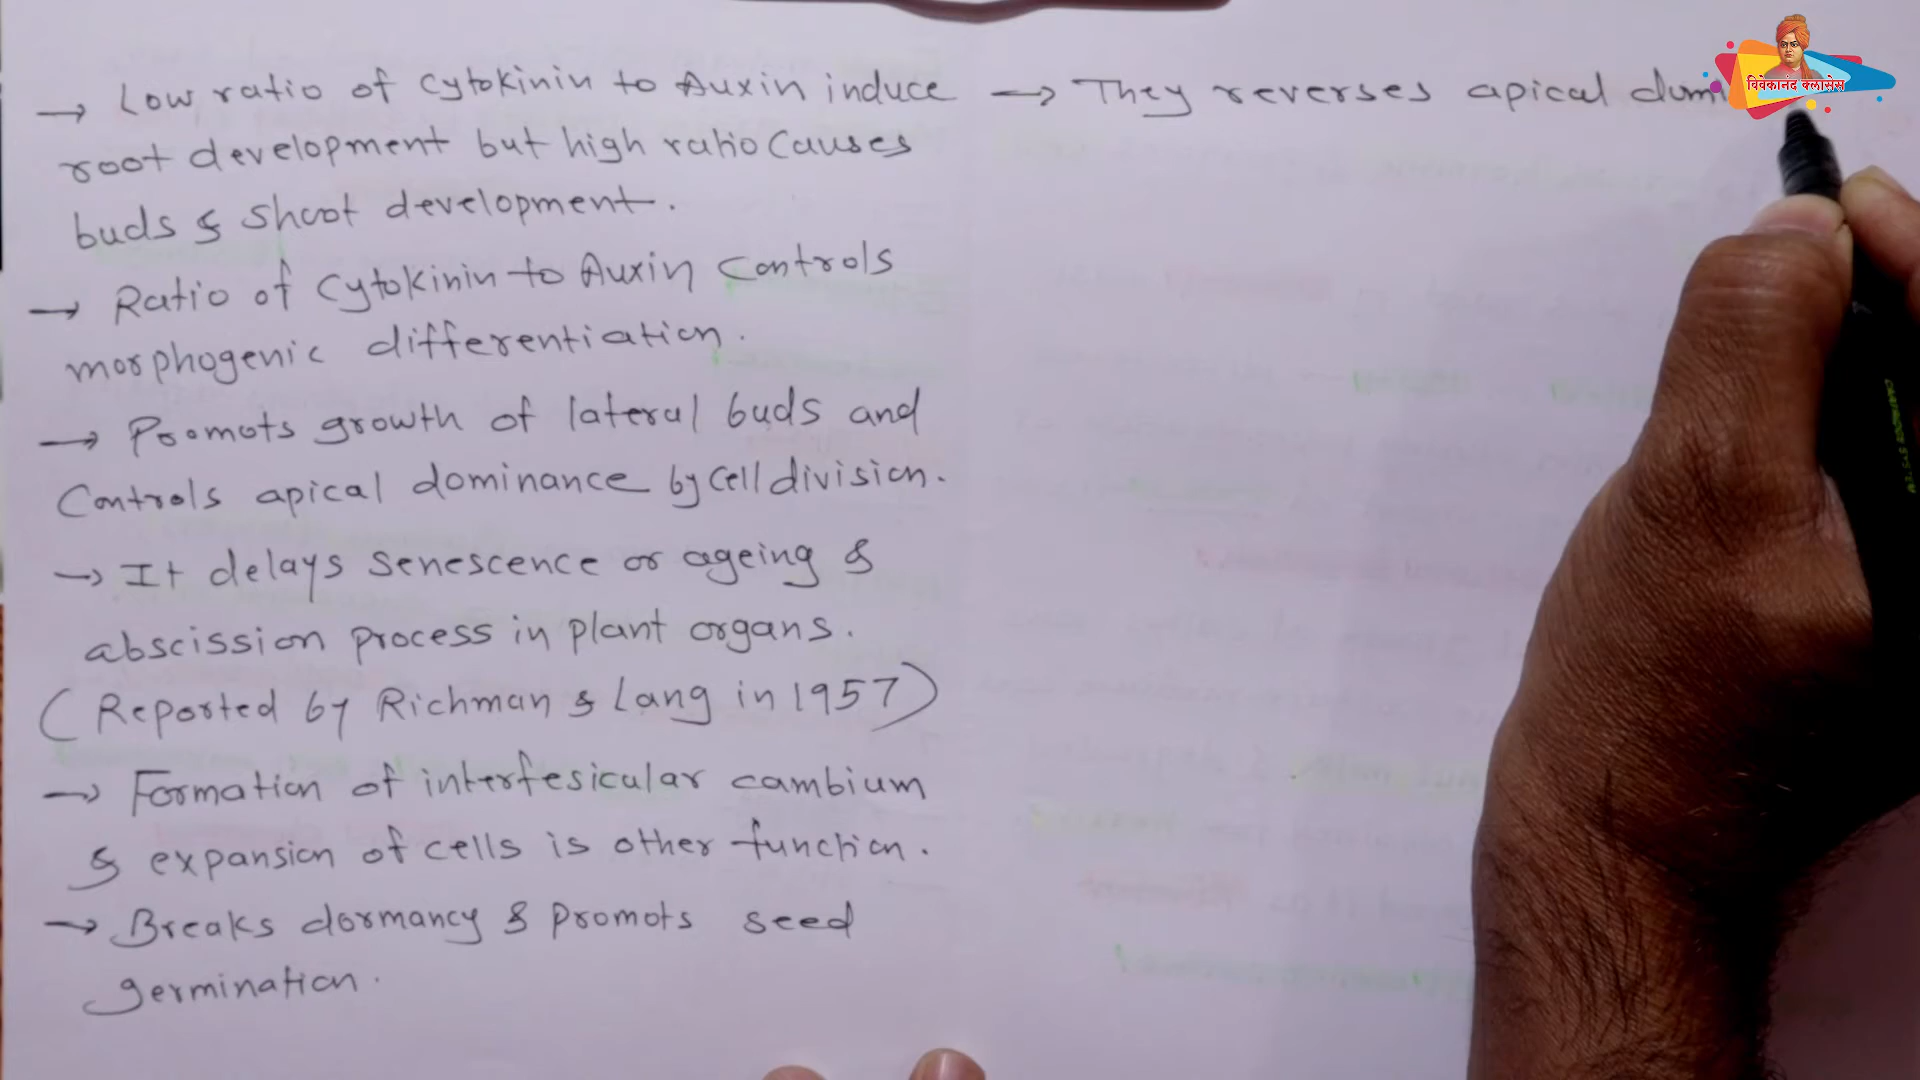 → Low ratio of Cytokinin to Auxin induce
root development but high ratio Causes
buds & Shoot development.
→ Ratio of Cytokinin to Auxin Controls
morphogenic differentiation.
→ Promots growth of lateral buds and
Controls apical dominance by Cell division.
→ It delays Senescence or ageing &
abscission process in plant organs.
(Reported by Richman & Lang in 1957)
→ Formation of interfesicular cambium
& expansion of cells is other function.
→ Breaks dormancy & promots seed
germination.
→ They reverses apical
विवेकानंद क्लासेस